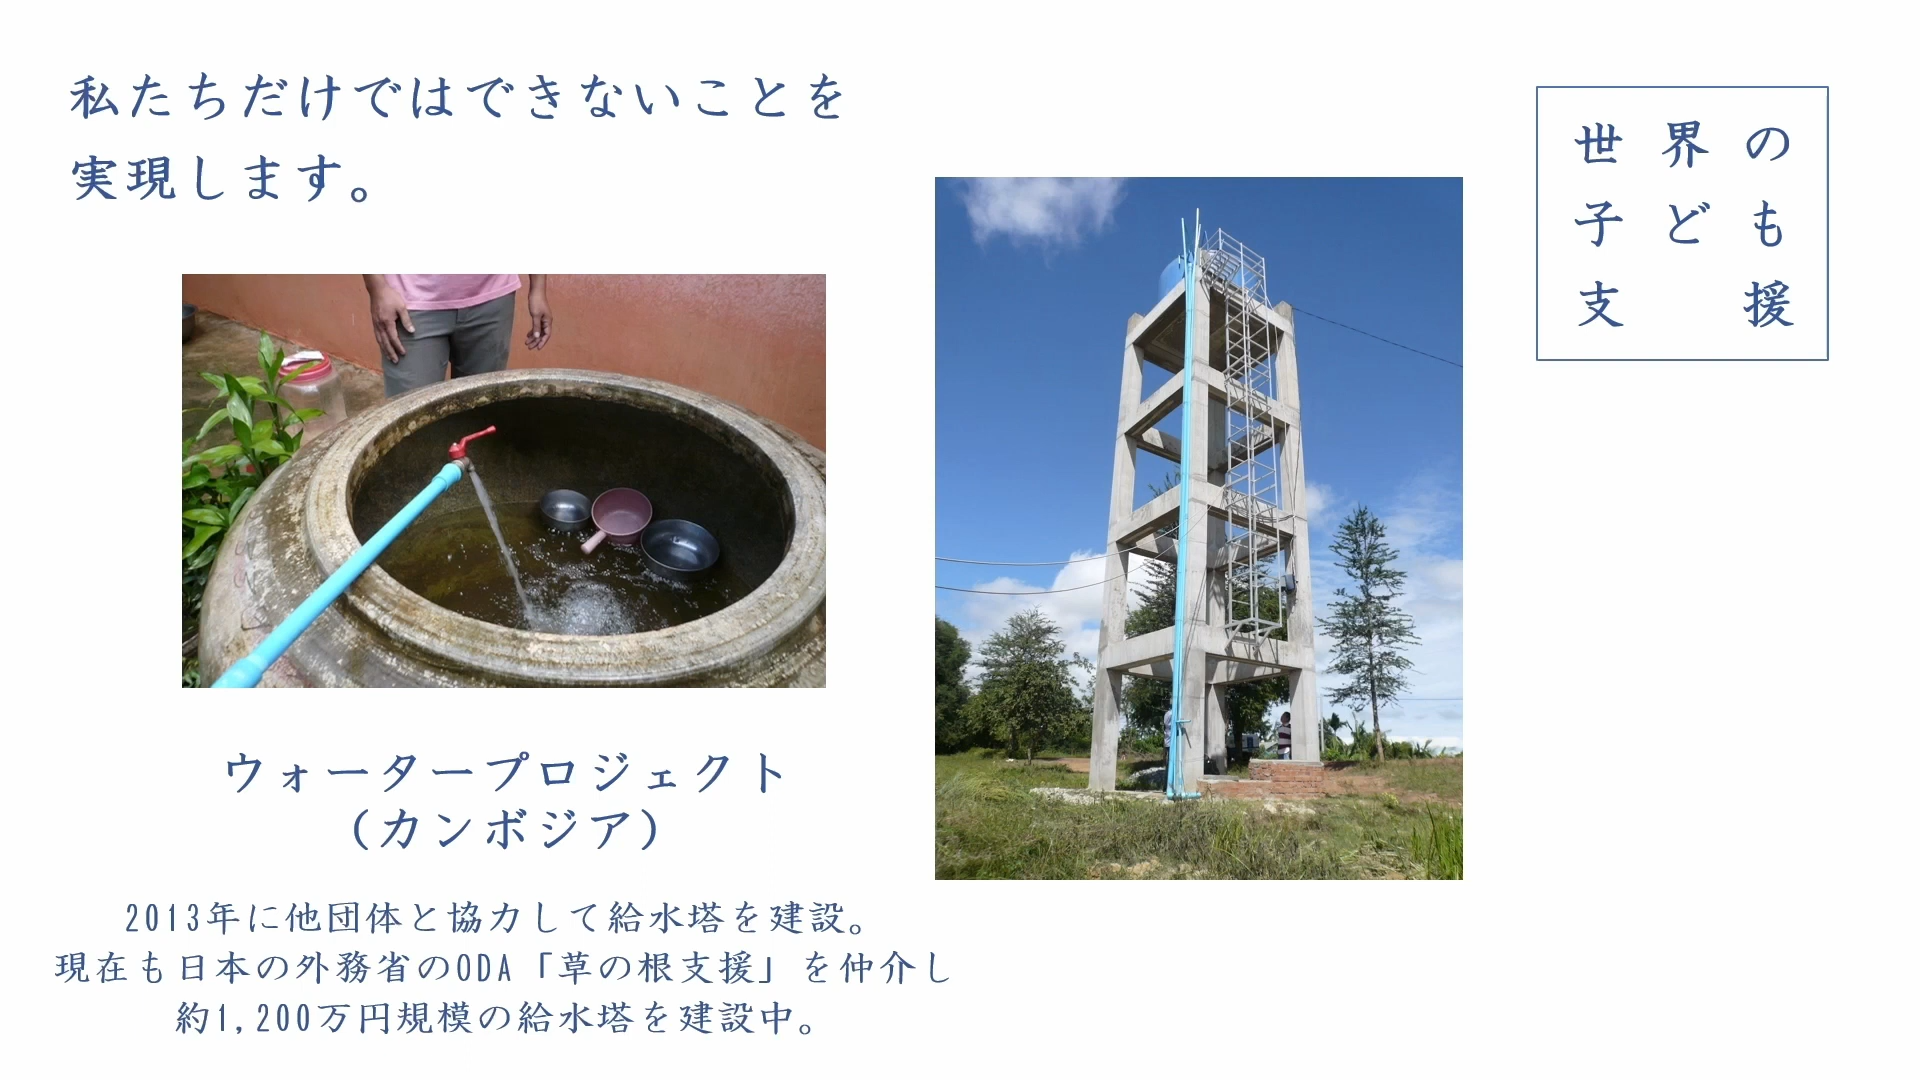 私たちだけではできないことを
実現します。
世界の
子ども
支援
ウォータープロジェクト
(カンボジア)
2013年に他団体と協力して給水塔を建設。
現在も日本の外務省のODA「草の根支援」を仲介し
約1,200万円規模の給水塔を建設中。